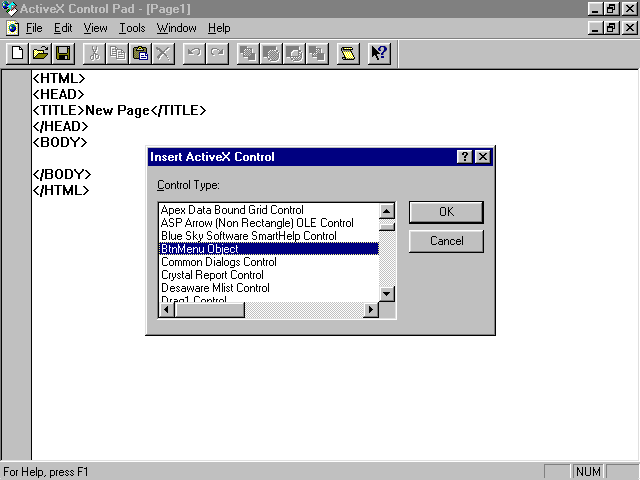 ActiveX Control Pad - [Page1]
File Edit View Tools Window Help
<HTML>
<HEAD>
<TITLE>New Page</TITLE>
</HEAD>
<BODY>
</BODY>
</HTML>
Insert ActiveX Control
Control Type:
Apex Data Bound Grid Control
ASP Arrow (Non Rectangle) OLE Control
Blue Sky Software SmartHelp Control
BtnMenu Object
Common Dialogs Control
Crystal Report Control
Desaware Mlist Control
Drag1 Control
OK
Cancel
For Help, press F1
NUM